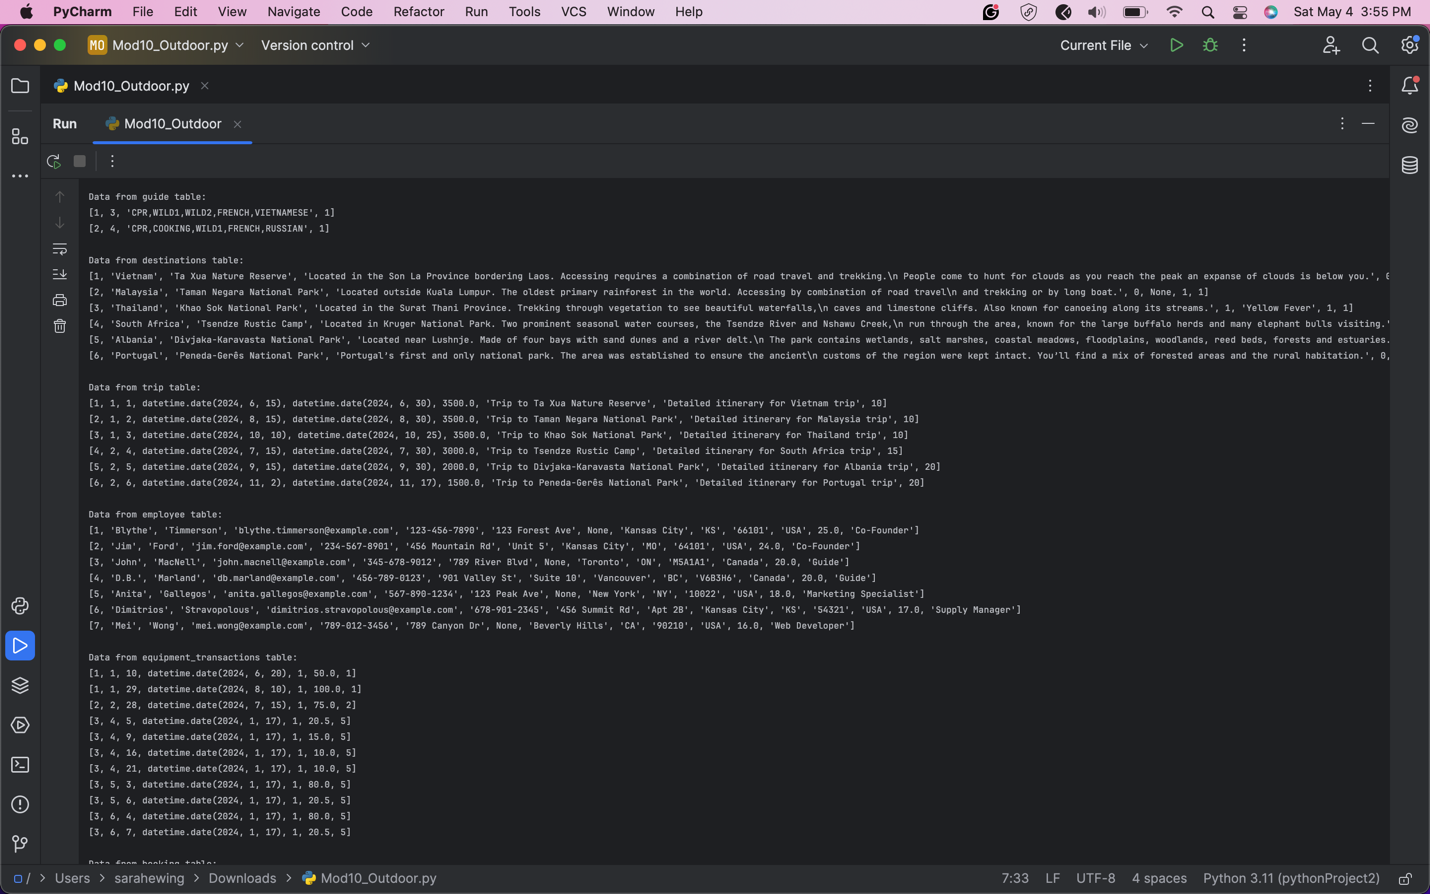 PyCharm File Edit View Navigate Code Refactor Run Tools VCS Window Help Sat May 4 3:55 PM
MO Mod10_Outdoor.py Version control Current File
Mod10_Outdoor.py
Run Mod10_Outdoor
Data from guide table:
[1, 3, 'CPR,WILD1,WILD2,FRENCH,VIETNAMESE', 1]
[2, 4, 'CPR,COOKING,WILD1,FRENCH,RUSSIAN', 1]
Data from destinations table:
[1, 'Vietnam', 'Ta Xua Nature Reserve', 'Located in the Son La Province bordering Laos. Accessing requires a combination of road travel and trekking.\n People come to hunt for clouds as you reach the peak an expanse of clouds is below you.', 0
[2, 'Malaysia', 'Taman Negara National Park', 'Located outside Kuala Lumpur. The oldest primary rainforest in the world. Accessing by combination of road travel\n and trekking or by long boat.', 0, None, 1, 1]
[3, 'Thailand', 'Khao Sok National Park', 'Located in the Surat Thani Province. Trekking through vegetation to see beautiful waterfalls,\n caves and limestone cliffs. Also known for canoeing along its streams.', 1, 'Yellow Fever', 1, 1]
[4, 'South Africa', 'Tsendze Rustic Camp', 'Located in Kruger National Park. Two prominent seasonal water courses, the Tsendze River and Nshawu Creek,\n run through the area, known for the large buffalo herds and many elephant bulls visiting.'
[5, 'Albania', 'Divjaka-Karavasta National Park', 'Located near Lushnje. Made of four bays with sand dunes and a river delt.\n The park contains wetlands, salt marshes, coastal meadows, floodplains, woodlands, reed beds, forests and estuaries.
[6, 'Portugal', 'Peneda-Gerês National Park', 'Portugal's first and only national park. The area was established to ensure the ancient\n customs of the region were kept intact. You'll find a mix of forested areas and the rural habitation.', 0,
Data from trip table:
[1, 1, 1, datetime.date(2024, 6, 15), datetime.date(2024, 6, 30), 3500.0, 'Trip to Ta Xua Nature Reserve', 'Detailed itinerary for Vietnam trip', 10]
[2, 1, 2, datetime.date(2024, 8, 15), datetime.date(2024, 8, 30), 3500.0, 'Trip to Taman Negara National Park', 'Detailed itinerary for Malaysia trip', 10]
[3, 1, 3, datetime.date(2024, 10, 10), datetime.date(2024, 10, 25), 3500.0, 'Trip to Khao Sok National Park', 'Detailed itinerary for Thailand trip', 10]
[4, 2, 4, datetime.date(2024, 7, 15), datetime.date(2024, 7, 30), 3000.0, 'Trip to Tsendze Rustic Camp', 'Detailed itinerary for South Africa trip', 15]
[5, 2, 5, datetime.date(2024, 9, 15), datetime.date(2024, 9, 30), 2000.0, 'Trip to Divjaka-Karavasta National Park', 'Detailed itinerary for Albania trip', 20]
[6, 2, 6, datetime.date(2024, 11, 2), datetime.date(2024, 11, 17), 1500.0, 'Trip to Peneda-Gerês National Park', 'Detailed itinerary for Portugal trip', 20]
Data from employee table:
[1, 'Blythe', 'Timmerson', 'blythe.timmerson@example.com', '123-456-7890', '123 Forest Ave', None, 'Kansas City', 'KS', '66101', 'USA', 25.0, 'Co-Founder']
[2, 'Jim', 'Ford', 'jim.ford@example.com', '234-567-8901', '456 Mountain Rd', 'Unit 5', 'Kansas City', 'MO', '64101', 'USA', 24.0, 'Co-Founder']
[3, 'John', 'MacNell', 'john.macnell@example.com', '345-678-9012', '789 River Blvd', None, 'Toronto', 'ON', 'M5A1A1', 'Canada', 20.0, 'Guide']
[4, 'D.B.', 'Marland', 'db.marland@example.com', '456-789-0123', '901 Valley St', 'Suite 10', 'Vancouver', 'BC', 'V6B3H6', 'Canada', 20.0, 'Guide']
[5, 'Anita', 'Gallegos', 'anita.gallegos@example.com', '567-890-1234', '123 Peak Ave', None, 'New York', 'NY', '10022', 'USA', 18.0, 'Marketing Specialist']
[6, 'Dimitrios', 'Stravopolous', 'dimitrios.stravopolous@example.com', '678-901-2345', '456 Summit Rd', 'Apt 2B', 'Kansas City', 'KS', '54321', 'USA', 17.0, 'Supply Manager']
[7, 'Mei', 'Wong', 'mei.wong@example.com', '789-012-3456', '789 Canyon Dr', None, 'Beverly Hills', 'CA', '90210', 'USA', 16.0, 'Web Developer']
Data from equipment_transactions table:
[1, 1, 10, datetime.date(2024, 6, 20), 1, 50.0, 1]
[1, 1, 29, datetime.date(2024, 8, 10), 1, 100.0, 1]
[2, 2, 28, datetime.date(2024, 7, 15), 1, 75.0, 2]
[3, 4, 5, datetime.date(2024, 1, 17), 1, 20.5, 5]
[3, 4, 9, datetime.date(2024, 1, 17), 1, 15.0, 5]
[3, 4, 16, datetime.date(2024, 1, 17), 1, 10.0, 5]
[3, 4, 21, datetime.date(2024, 1, 17), 1, 10.0, 5]
[3, 5, 3, datetime.date(2024, 1, 17), 1, 80.0, 5]
[3, 5, 6, datetime.date(2024, 1, 17), 1, 20.5, 5]
[3, 6, 4, datetime.date(2024, 1, 17), 1, 80.0, 5]
[3, 6, 7, datetime.date(2024, 1, 17), 1, 20.5, 5]
Data from booking table:
/ > Users > sarahewing > Downloads > Mod10_Outdoor.py 7:33 LF UTF-8 4 spaces Python 3.11 (pythonProject2)